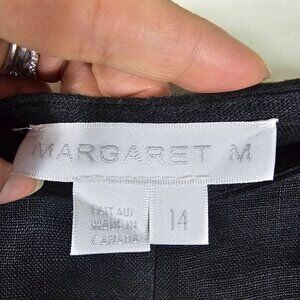 MARGARET M
FAIT AU/
MADE IN
CANADA
14